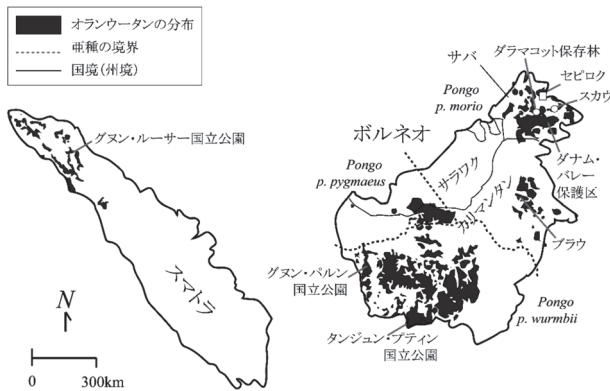 オランウータンの分布
亜種の境界
国境(州境)
グヌン・ルーサー国立公園
スマトラ
N
0
300km
ダラマコット保存林
サバ
セピロク
Pongo
p. morio
スカウ
ボルネオ
ダナム・
バレー
保護区
Pongo
p. pygmaeus
サラワク
カリマンタン
ブラウ
グヌン・パルン
国立公園
Pongo
p. wurmbii
タンジュン・プティン
国立公園